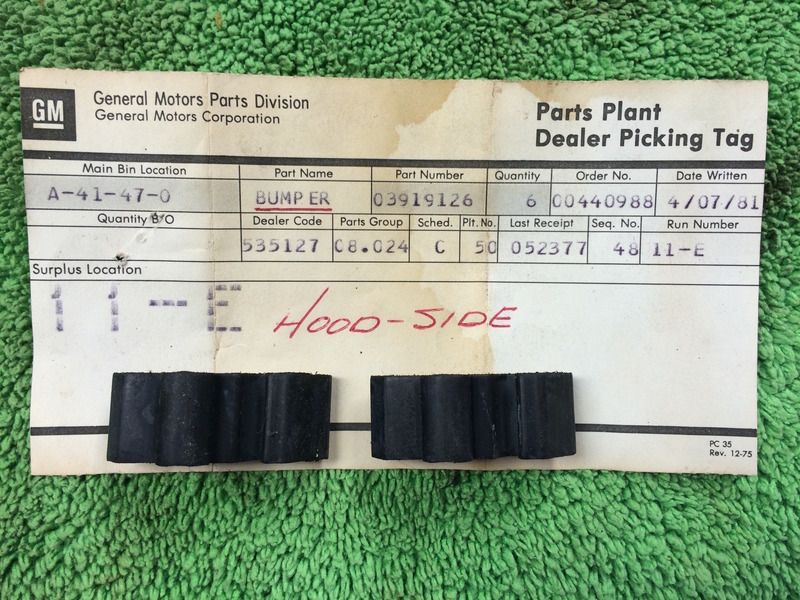 GM
General Motors Parts Division
General Motors Corporation
Parts Plant
Dealer Picking Tag
Main Bin Location Part Name Part Number Quantity Order No. Date Written
A-41-47-0 BUMPER 03919126 6 00440988 4/07/81
Quantity B/O Dealer Code Parts Group Sched. Plt. No. Last Receipt Seq. No. Run Number
535127 08.024 C 50 052377 48 11-E
Surplus Location
11-E
HOOD-SIDE
PC 35
Rev. 12-75